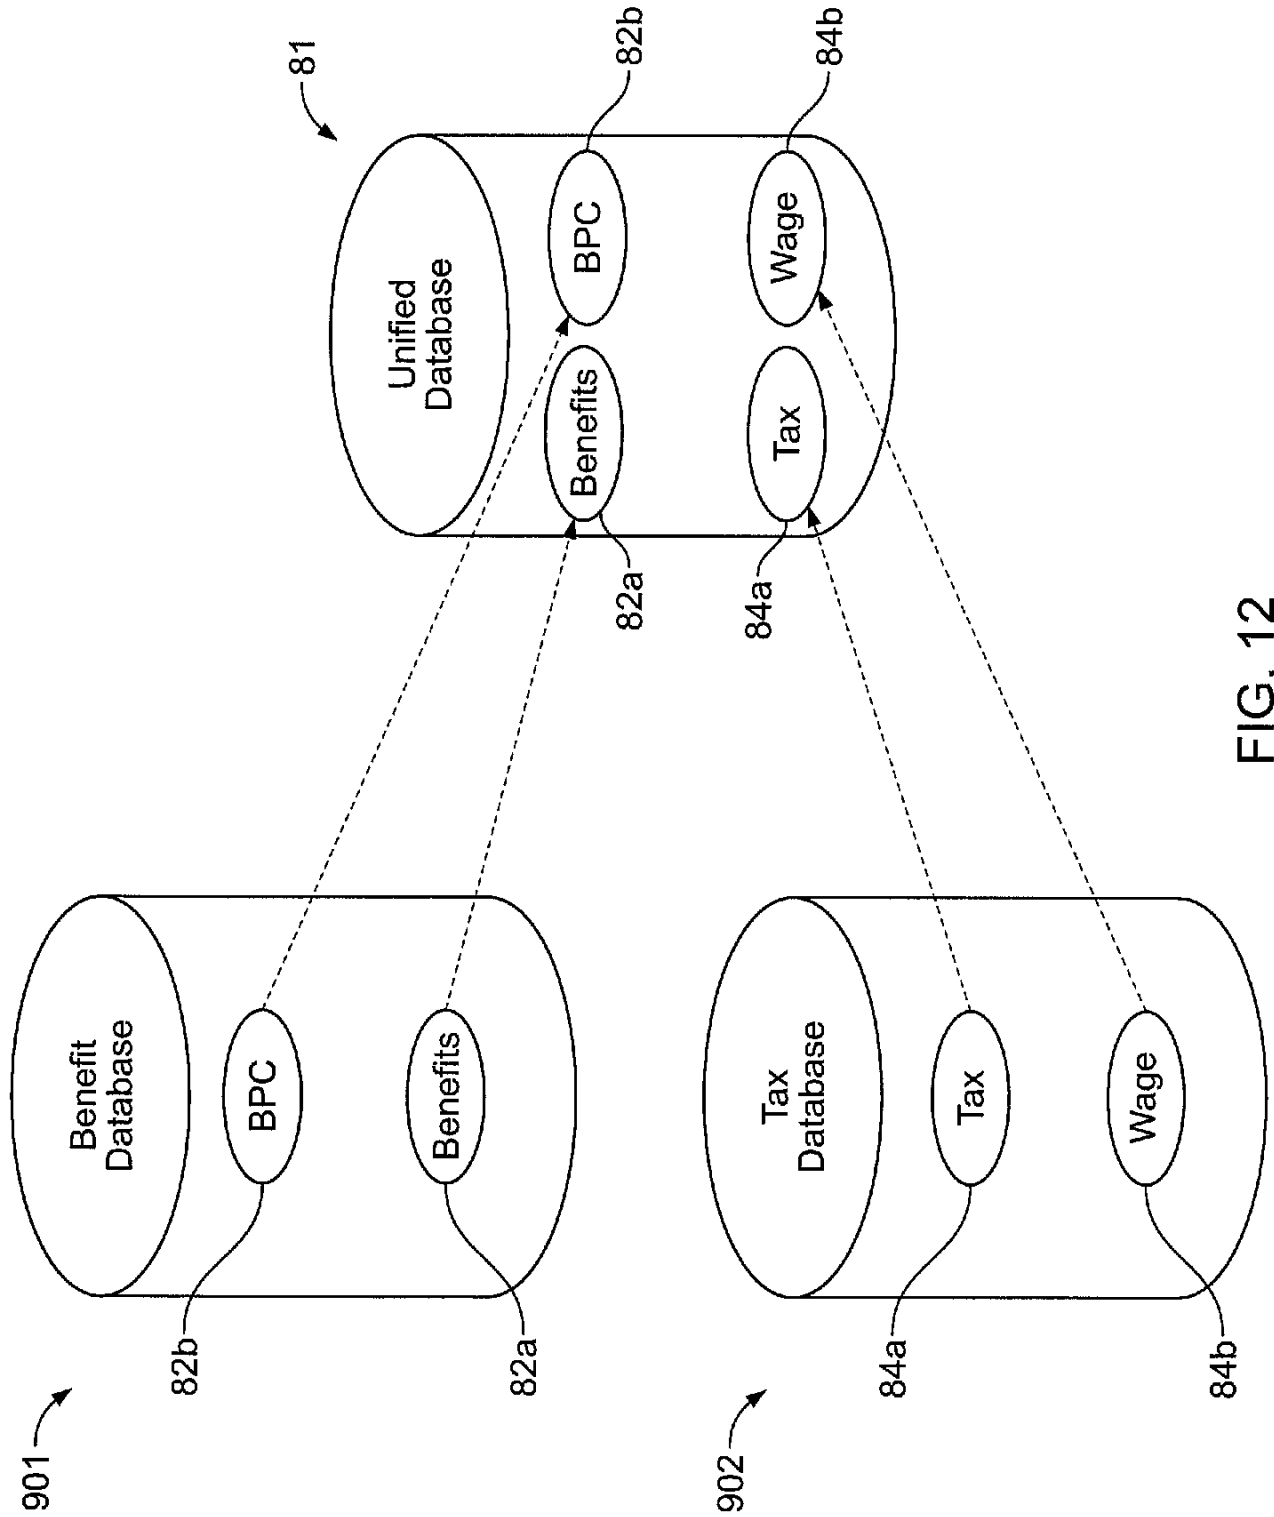 901
Benefit
Database
82b
BPC
82a
Benefits
902
Tax
Database
84a
Tax
84b
Wage
81
Unified
Database
82a
Benefits
BPC
82b
84a
Tax
Wage
84b
FIG. 12